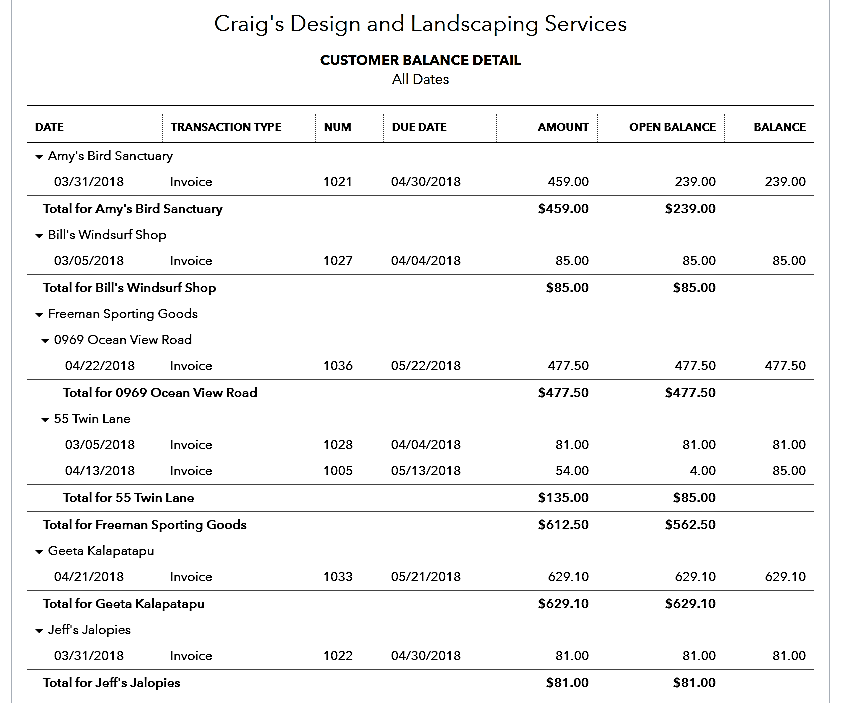 Craig's Design and Landscaping Services
CUSTOMER BALANCE DETAIL
All Dates
DATE TRANSACTION TYPE NUM DUE DATE AMOUNT OPEN BALANCE BALANCE
Amy's Bird Sanctuary
03/31/2018 Invoice 1021 04/30/2018 459.00 239.00 239.00
Total for Amy's Bird Sanctuary $459.00 $239.00
Bill's Windsurf Shop
03/05/2018 Invoice 1027 04/04/2018 85.00 85.00 85.00
Total for Bill's Windsurf Shop $85.00 $85.00
Freeman Sporting Goods
0969 Ocean View Road
04/22/2018 Invoice 1036 05/22/2018 477.50 477.50 477.50
Total for 0969 Ocean View Road $477.50 $477.50
55 Twin Lane
03/05/2018 Invoice 1028 04/04/2018 81.00 81.00 81.00
04/13/2018 Invoice 1005 05/13/2018 54.00 4.00 85.00
Total for 55 Twin Lane $135.00 $85.00
Total for Freeman Sporting Goods $612.50 $562.50
Geeta Kalapatapu
04/21/2018 Invoice 1033 05/21/2018 629.10 629.10 629.10
Total for Geeta Kalapatapu $629.10 $629.10
Jeff's Jalopies
03/31/2018 Invoice 1022 04/30/2018 81.00 81.00 81.00
Total for Jeff's Jalopies $81.00 $81.00